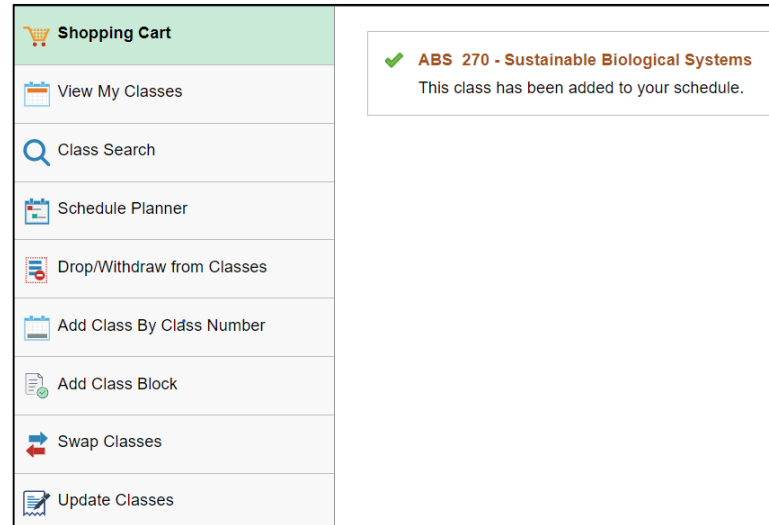 Shopping Cart
View My Classes
Class Search
Schedule Planner
Drop/Withdraw from Classes
Add Class By Class Number
Add Class Block
Swap Classes
Update Classes
ABS 270 - Sustainable Biological Systems
This class has been added to your schedule.